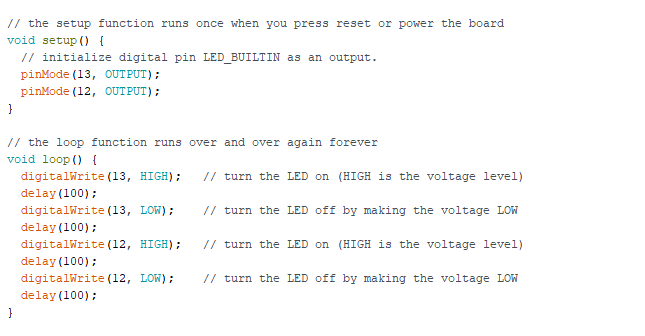 // the setup function runs once when you press reset or power the board
void setup() {
  // initialize digital pin LED_BUILTIN as an output.
  pinMode(13, OUTPUT);
  pinMode(12, OUTPUT);
}

// the loop function runs over and over again forever
void loop() {
  digitalWrite(13, HIGH);   // turn the LED on (HIGH is the voltage level)
  delay(100);
  digitalWrite(13, LOW);    // turn the LED off by making the voltage LOW
  delay(100);
  digitalWrite(12, HIGH);   // turn the LED on (HIGH is the voltage level)
  delay(100);
  digitalWrite(12, LOW);    // turn the LED off by making the voltage LOW
  delay(100);
}